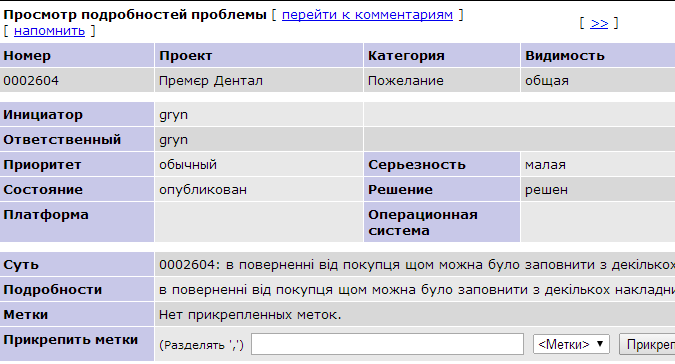 Просмотр подробностей проблемы [ перейти к комментариям ]
[ напомнить ] [ >> ]
Номер Проект Категория Видимость
0002604 Премєр Дентал Пожелание общая
Инициатор gryn
Ответственный gryn
Приоритет обычный Серьезность малая
Состояние опубликован Решение решен
Платформа Операционная
система
Суть 0002604: в поверненні від покупця щом можна було заповнити з декількох
Подробности в поверненні від покупця щом можна було заповнити з декількох
Метки Нет прикрепленных меток.
Прикрепить метки (Разделять ',') <Метки>